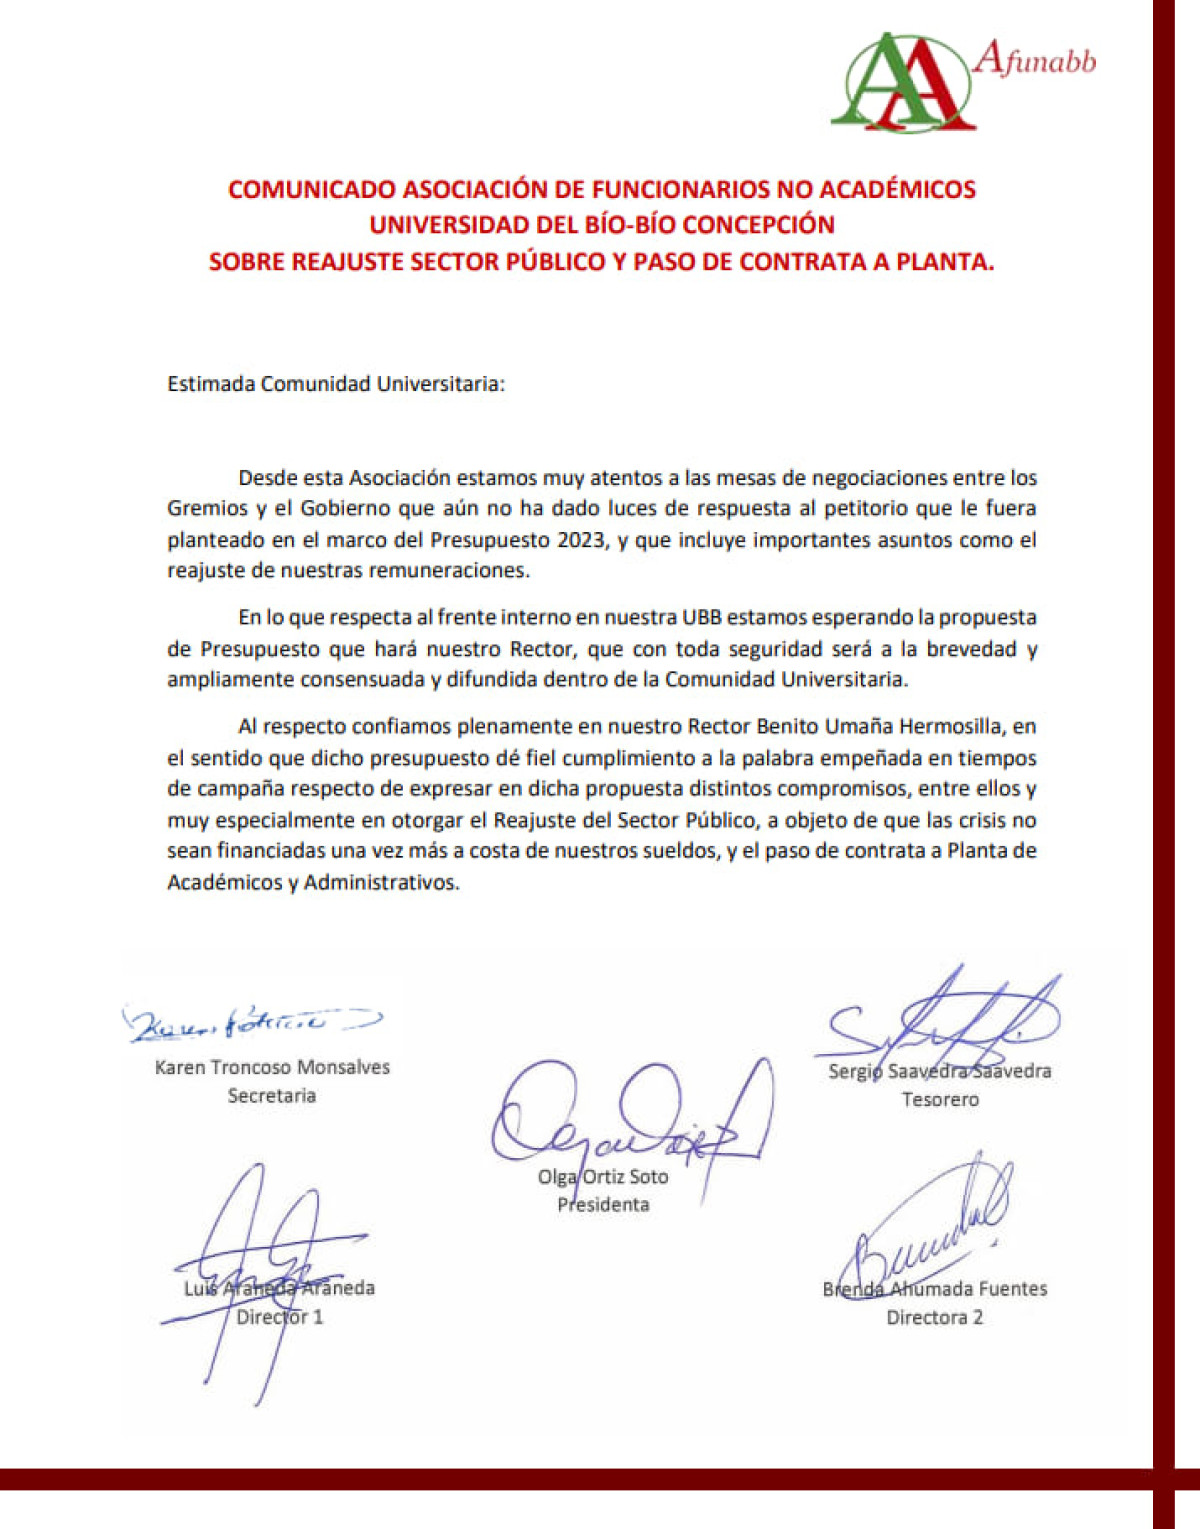 Afunabb
COMUNICADO ASOCIACIÓN DE FUNCIONARIOS NO ACADÉMICOS
UNIVERSIDAD DEL BÍO-BÍO CONCEPCIÓN
SOBRE REAJUSTE SECTOR PÚBLICO Y PASO DE CONTRATA A PLANTA.
Estimada Comunidad Universitaria:
Desde esta Asociación estamos muy atentos a las mesas de negociaciones entre los
Gremios y el Gobierno que aún no ha dado luces de respuesta al petitorio que le fuera
planteado en el marco del Presupuesto 2023, y que incluye importantes asuntos como el
reajuste de nuestras remuneraciones.
En lo que respecta al frente interno en nuestra UBB estamos esperando la propuesta
de Presupuesto que hará nuestro Rector, que con toda seguridad será a la brevedad y
ampliamente consensuada y difundida dentro de la Comunidad Universitaria.
Al respecto confiamos plenamente en nuestro Rector Benito Umaña Hermosilla, en
el sentido que dicho presupuesto dé fiel cumplimiento a la palabra empeñada en tiempos
de campaña respecto de expresar en dicha propuesta distintos compromisos, entre ellos y
muy especialmente en otorgar el Reajuste del Sector Público, a objeto de que las crisis no
sean financiadas una vez más a costa de nuestros sueldos, y el paso de contrata a Planta de
Académicos y Administrativos.
Karen Troncoso Monsalves
Secretaria
Sergio Saavedra Saavedra
Tesorero
Olga Ortiz Soto
Presidenta
Luis Araneda Araneda
Director 1
Brenda Ahumada Fuentes
Directora 2